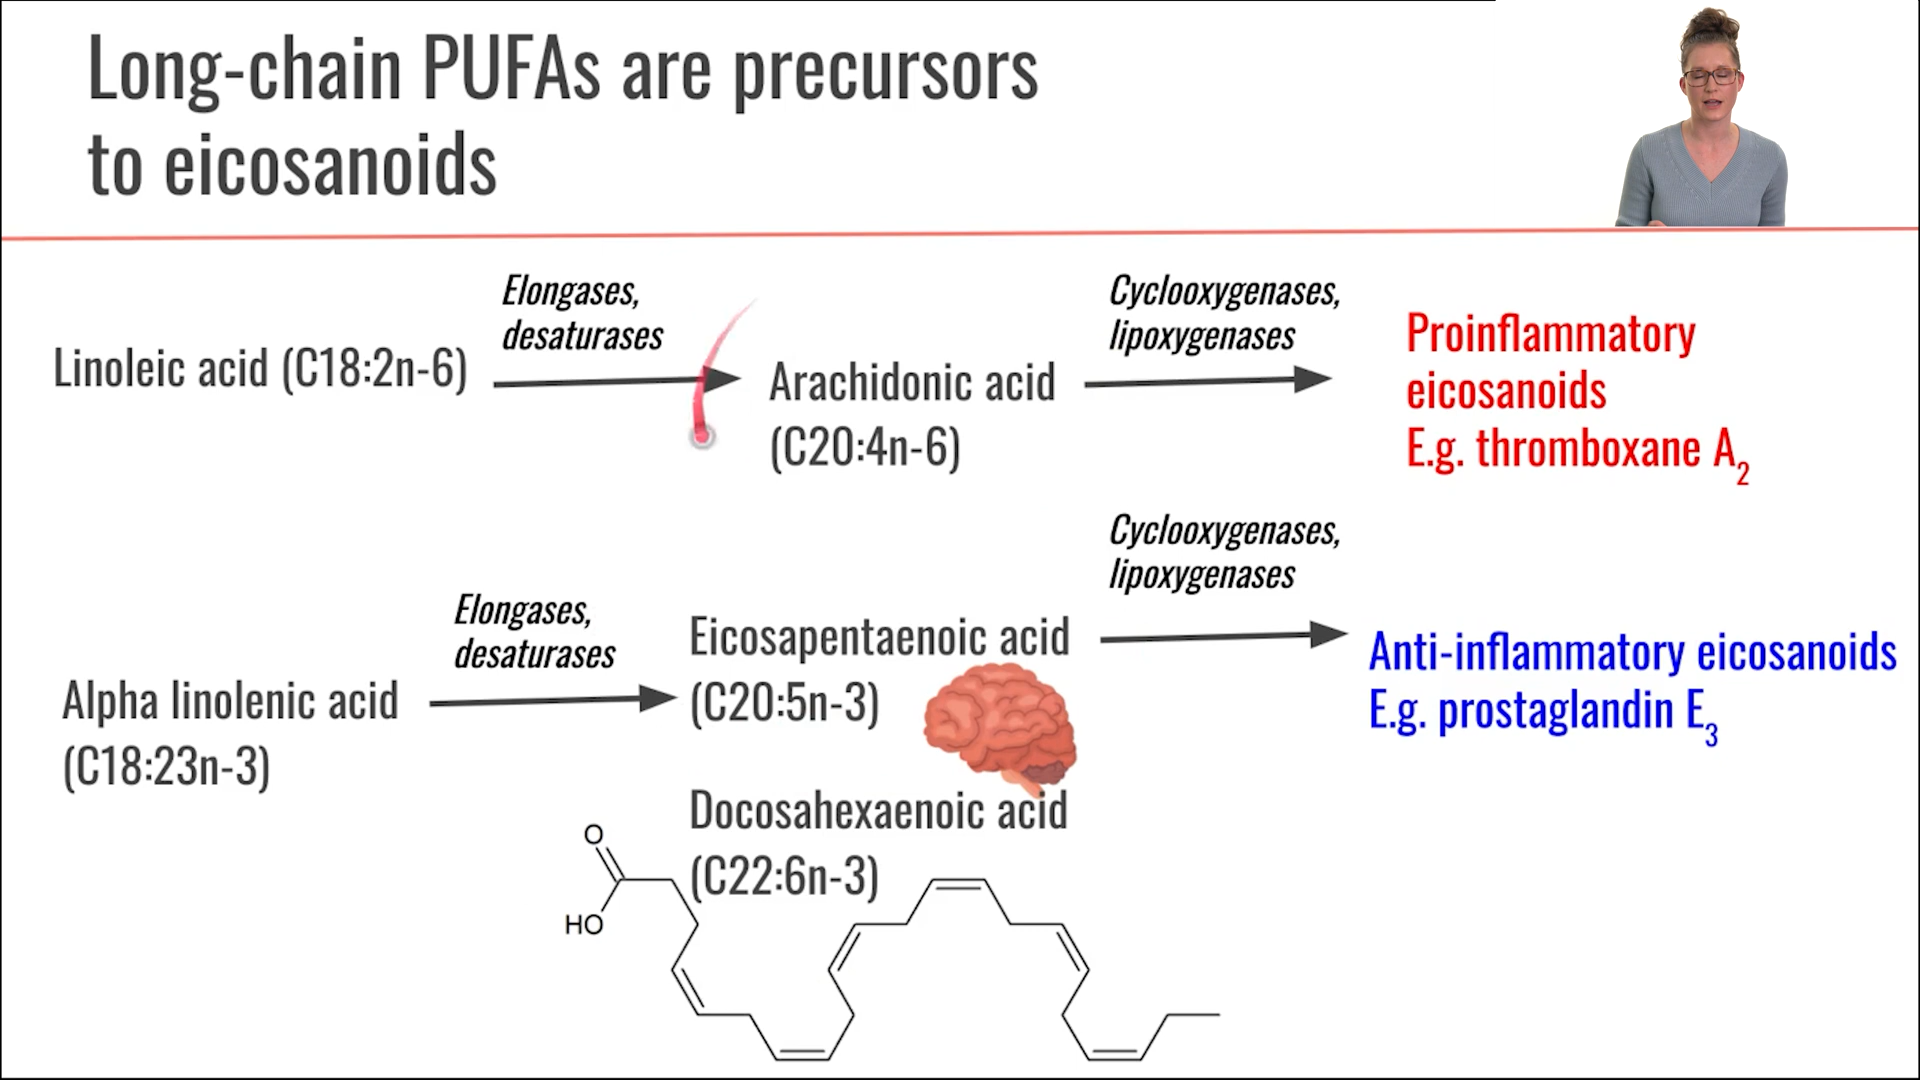 Long-chain PUFAs are precursors
to eicosanoids
Elongases,
desaturases
Cyclooxygenases,
lipoxygenases
Linoleic acid (C18:2n-6)
Arachidonic acid
(C20:4n-6)
Proinflammatory
eicosanoids
E.g. thromboxane A2
Cyclooxygenases,
lipoxygenases
Elongases,
desaturases
Alpha linolenic acid
(C18:23n-3)
Eicosapentaenoic acid
(C20:5n-3)
Anti-inflammatory eicosanoids
E.g. prostaglandin E3
Docosahexaenoic acid
(C22:6n-3)
O
HO